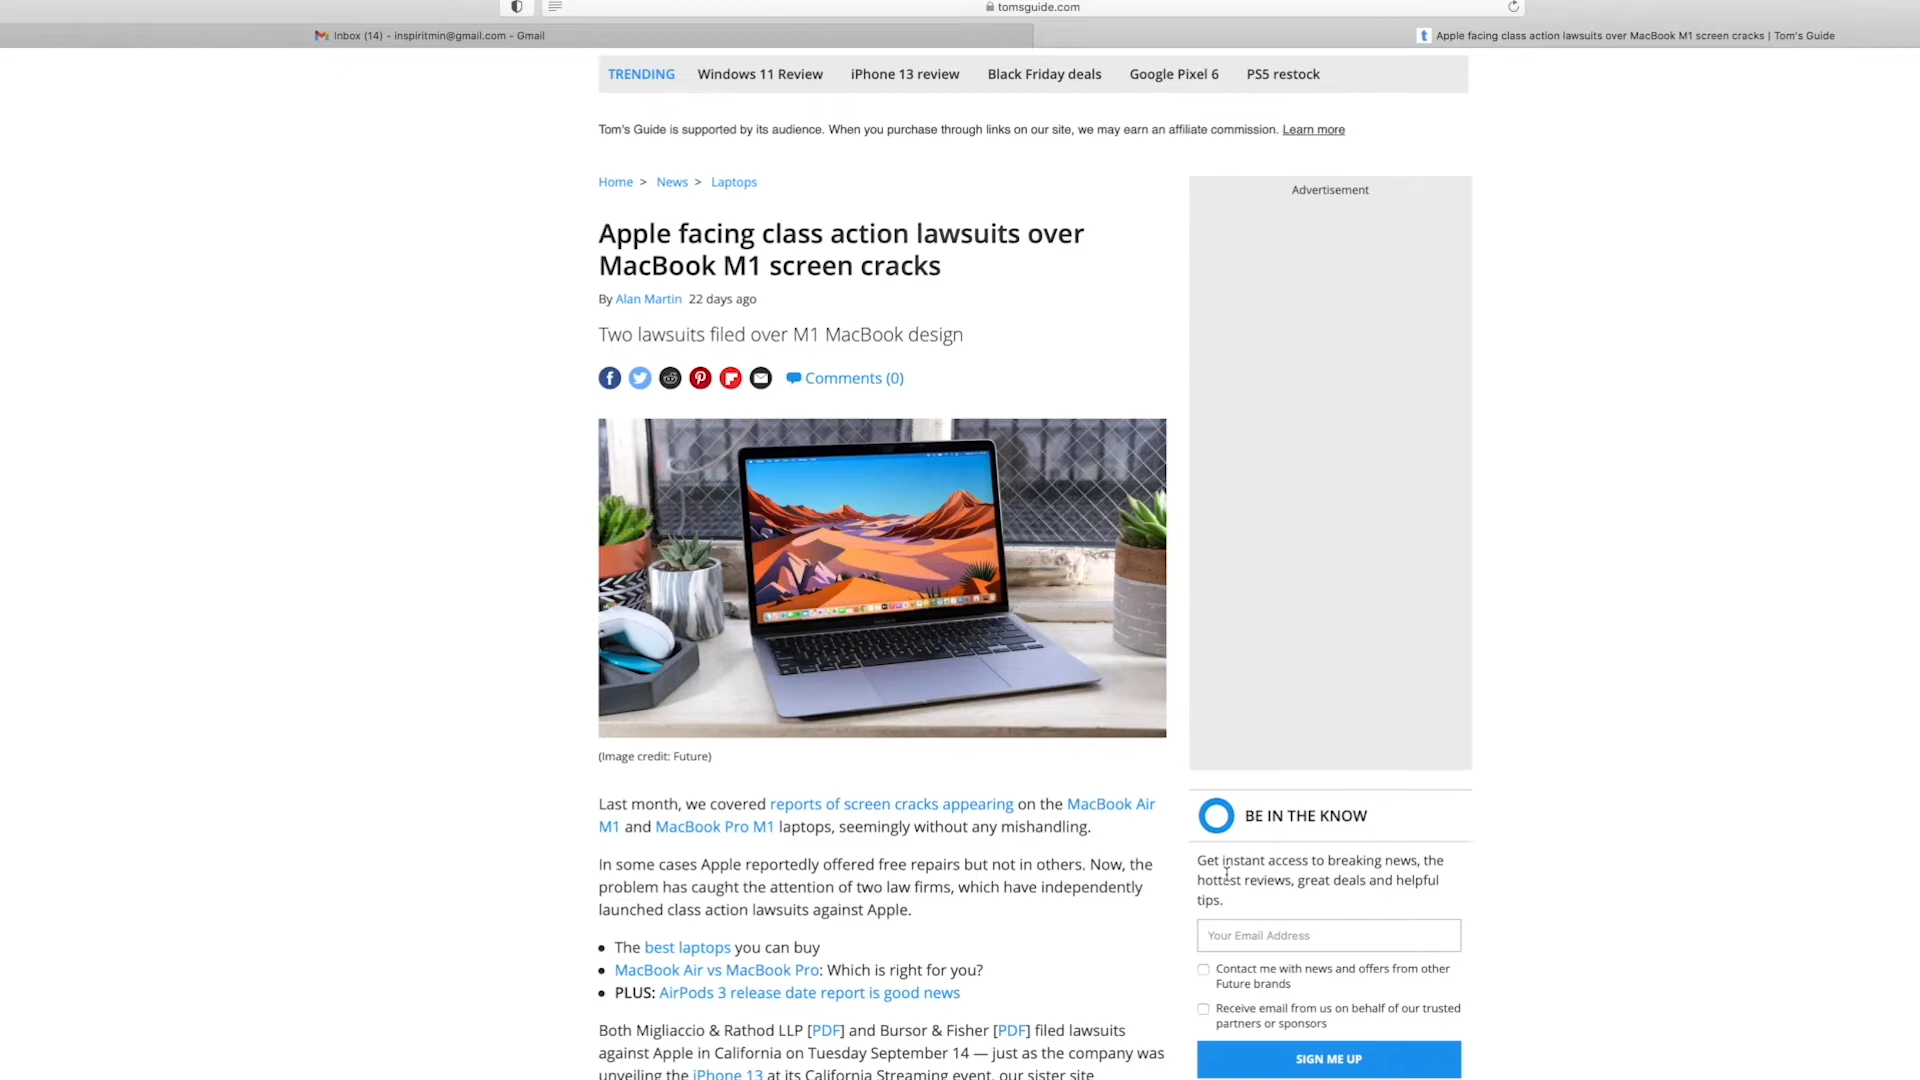 tomsguide.com
Inbox (14) - inspiritmin@gmail.com - Gmail
Apple facing class action lawsuits over MacBook M1 screen cracks | Tom's Guide
TRENDING Windows 11 Review iPhone 13 review Black Friday deals Google Pixel 6 PS5 restock
Tom's Guide is supported by its audience. When you purchase through links on our site, we may earn an affiliate commission. Learn more
Home > News > Laptops
Apple facing class action lawsuits over
MacBook M1 screen cracks
By Alan Martin 22 days ago
Two lawsuits filed over M1 MacBook design
Comments (0)
(Image credit: Future)
Last month, we covered reports of screen cracks appearing on the MacBook Air
M1 and MacBook Pro M1 laptops, seemingly without any mishandling.
In some cases Apple reportedly offered free repairs but not in others. Now, the
problem has caught the attention of two law firms, which have independently
launched class action lawsuits against Apple.
• The best laptops you can buy
• MacBook Air vs MacBook Pro: Which is right for you?
• PLUS: AirPods 3 release date report is good news
Both Migliaccio & Rathod LLP [PDF] and Bursor & Fisher [PDF] filed lawsuits
against Apple in California on Tuesday September 14 — just as the company was
unveiling the iPhone 13 at its California Streaming event, our sister site
Advertisement
BE IN THE KNOW
Get instant access to breaking news, the
hottest reviews, great deals and helpful
tips.
Your Email Address
Contact me with news and offers from other
Future brands
Receive email from us on behalf of our trusted
partners or sponsors
SIGN ME UP